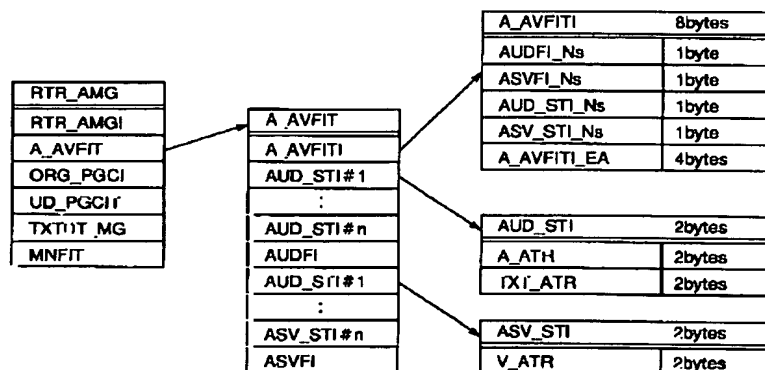 RTR_AMG
RTR_AMGI
A_AVFIT
ORG_PGCI
UD_PGCIT
TXTDT_MG
MNFIT
A_AVFIT
A_AVFITI
AUD_STI#1
:
AUD_STI#n
AUDFI
AUD_STI#1
:
ASV_STI#n
ASVFI
A_AVFITI 8bytes
AUDFI_Ns 1byte
ASVFI_Ns 1byte
AUD_STI_Ns 1byte
ASV_STI_Ns 1byte
A_AVFITI_EA 4bytes
AUD_STI 2bytes
A_ATR 2bytes
TXT_ATR 2bytes
ASV_STI 2bytes
V_ATR 2bytes